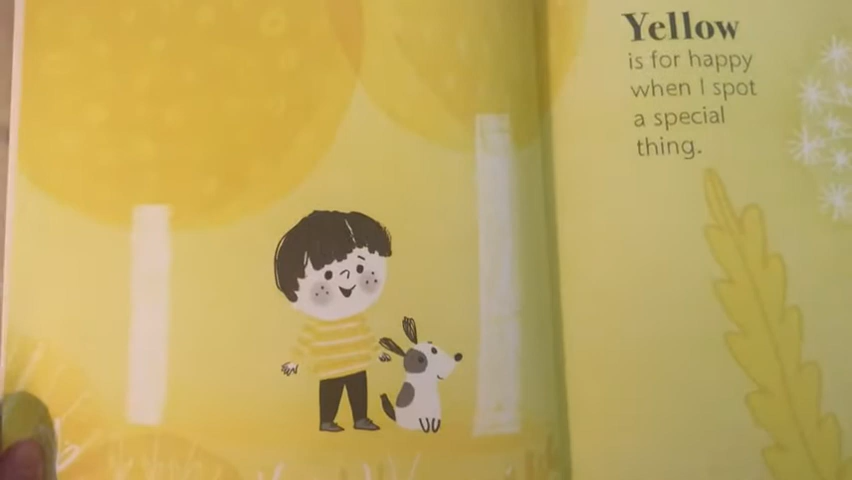 Yellow
is for happy
when I spot
a special
thing.